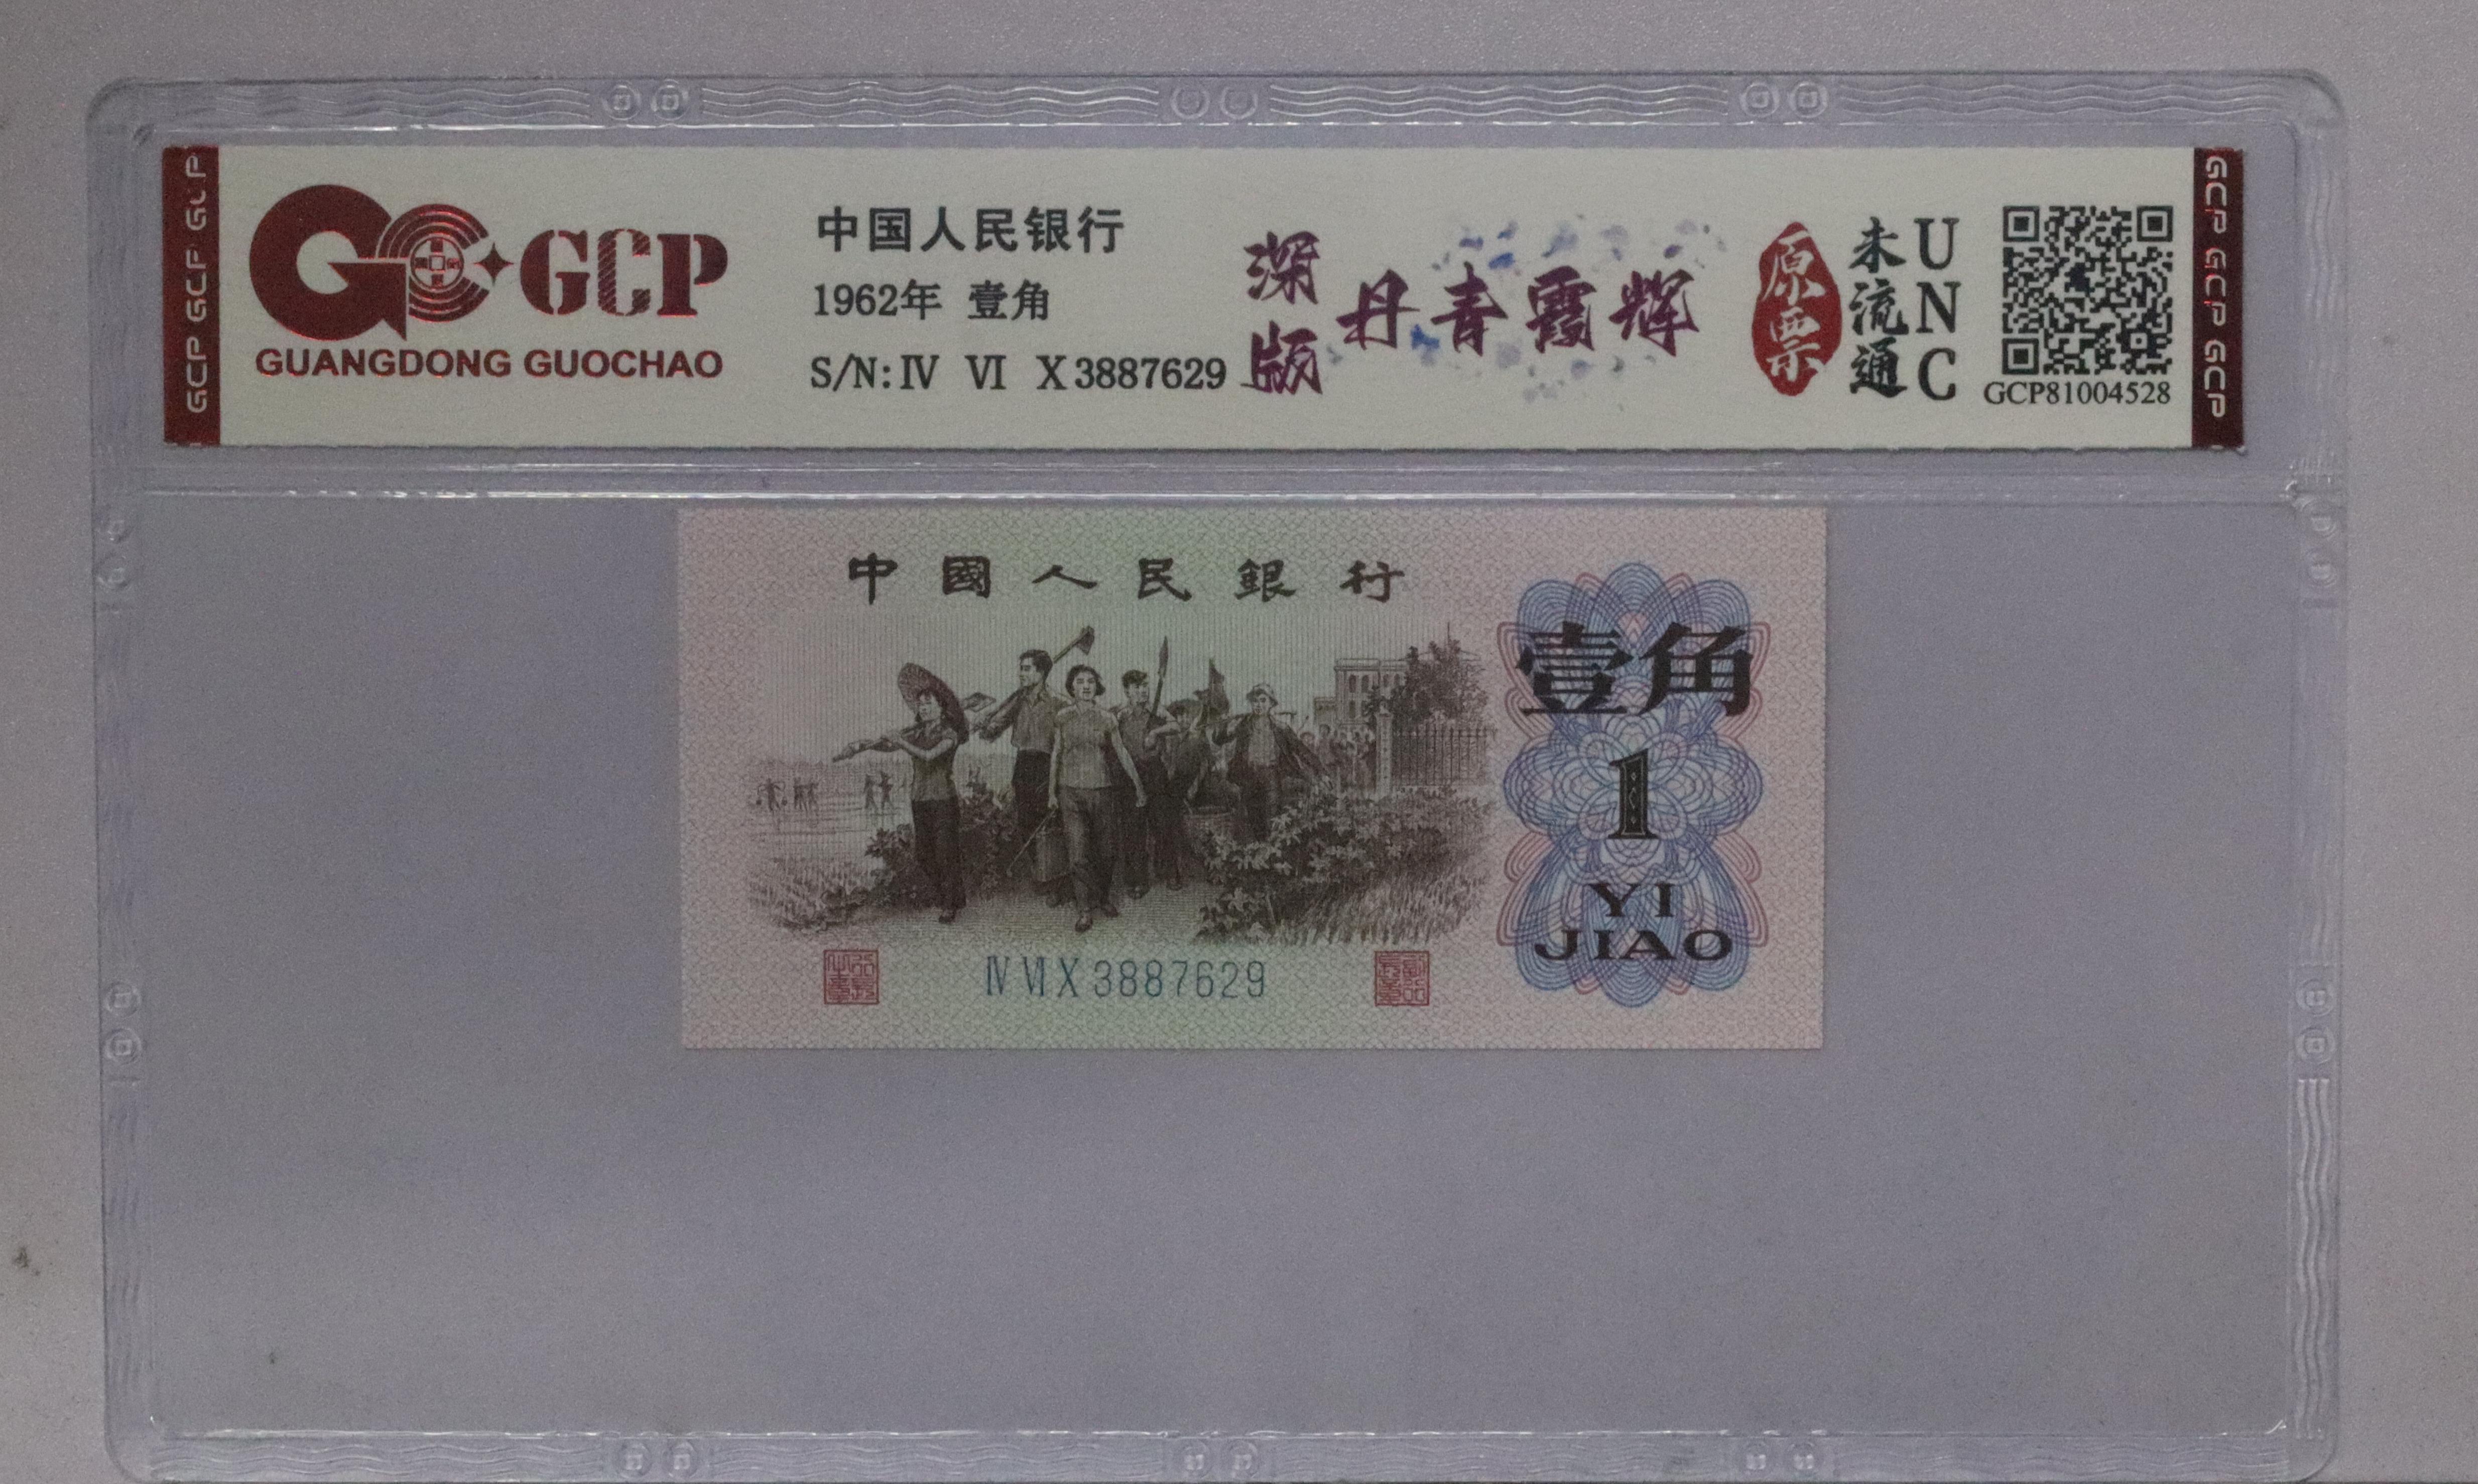 GCP GCP GCP
GCP
GUANGDONG GUOCHAO
中国人民银行
1962年 壹角
S/N: IV VI X 3887629
深版
丹青霞辉
原票
未流通
UNC
GCP81004528
GCP GCP GCP
中國人民銀行
壹角
1
YI
JIAO
IV VI X 3887629